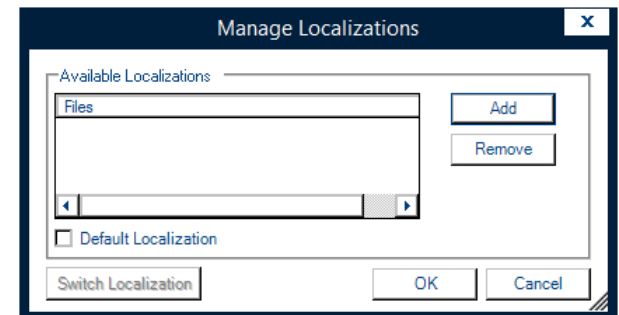 Manage Localizations
x
Available Localizations
Files
Add
Remove
Default Localization
Switch Localization
OK
Cancel